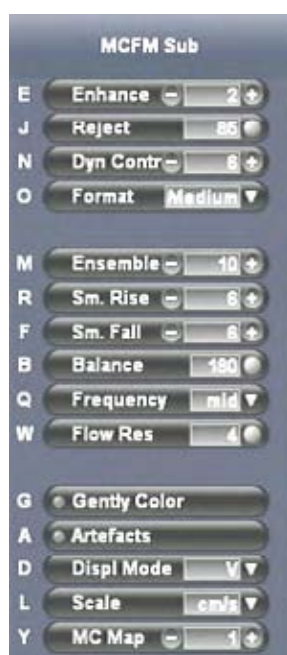 MCFM Sub
E Enhance - 2 +
J Reject 85
N Dyn Contr - 6 +
O Format Medium ▼
M Ensemble - 10 +
R Sm. Rise - 6 +
F Sm. Fall - 6 +
B Balance 180
Q Frequency mid ▼
W Flow Res 4
G Gently Color
A Artefacts
D Displ Mode V ▼
L Scale cm/s ▼
Y MC Map - 1 +